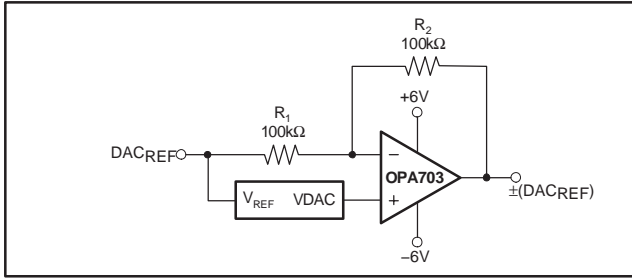 R2
100kΩ
+6V
R1
100kΩ
DACREF
−
OPA703
VREF VDAC
+
±(DACREF)
−6V